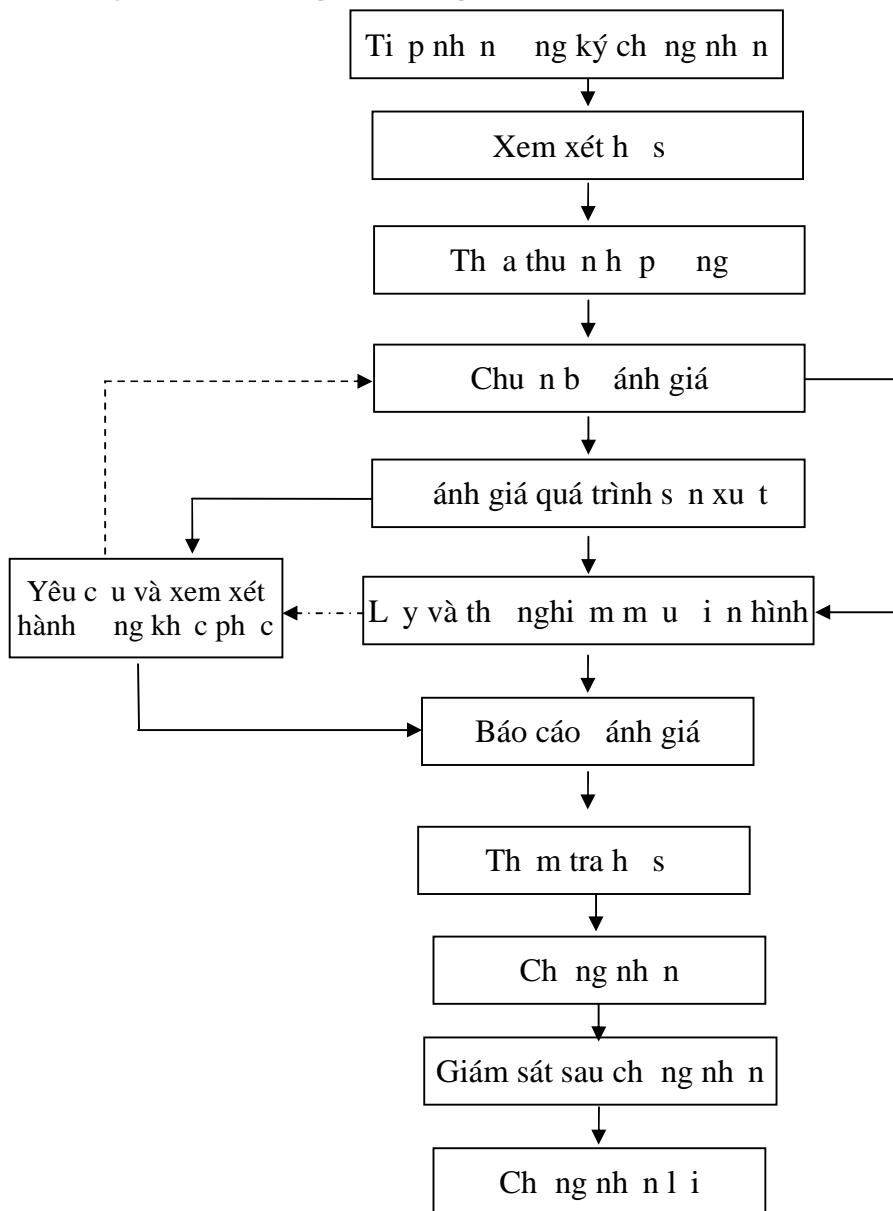 Ti p nh n ng ký ch ng nh n
Xem xét h s
Th a thu n h p ng
Chu n b ánh giá
ánh giá quá trình s n xu t
Yêu c u và xem xét
hành ng kh c ph c
L y và th nghi m m u i n hình
Báo cáo ánh giá
Th m tra h s
Ch ng nh n
Giám sát sau ch ng nh n
Ch ng nh n l i